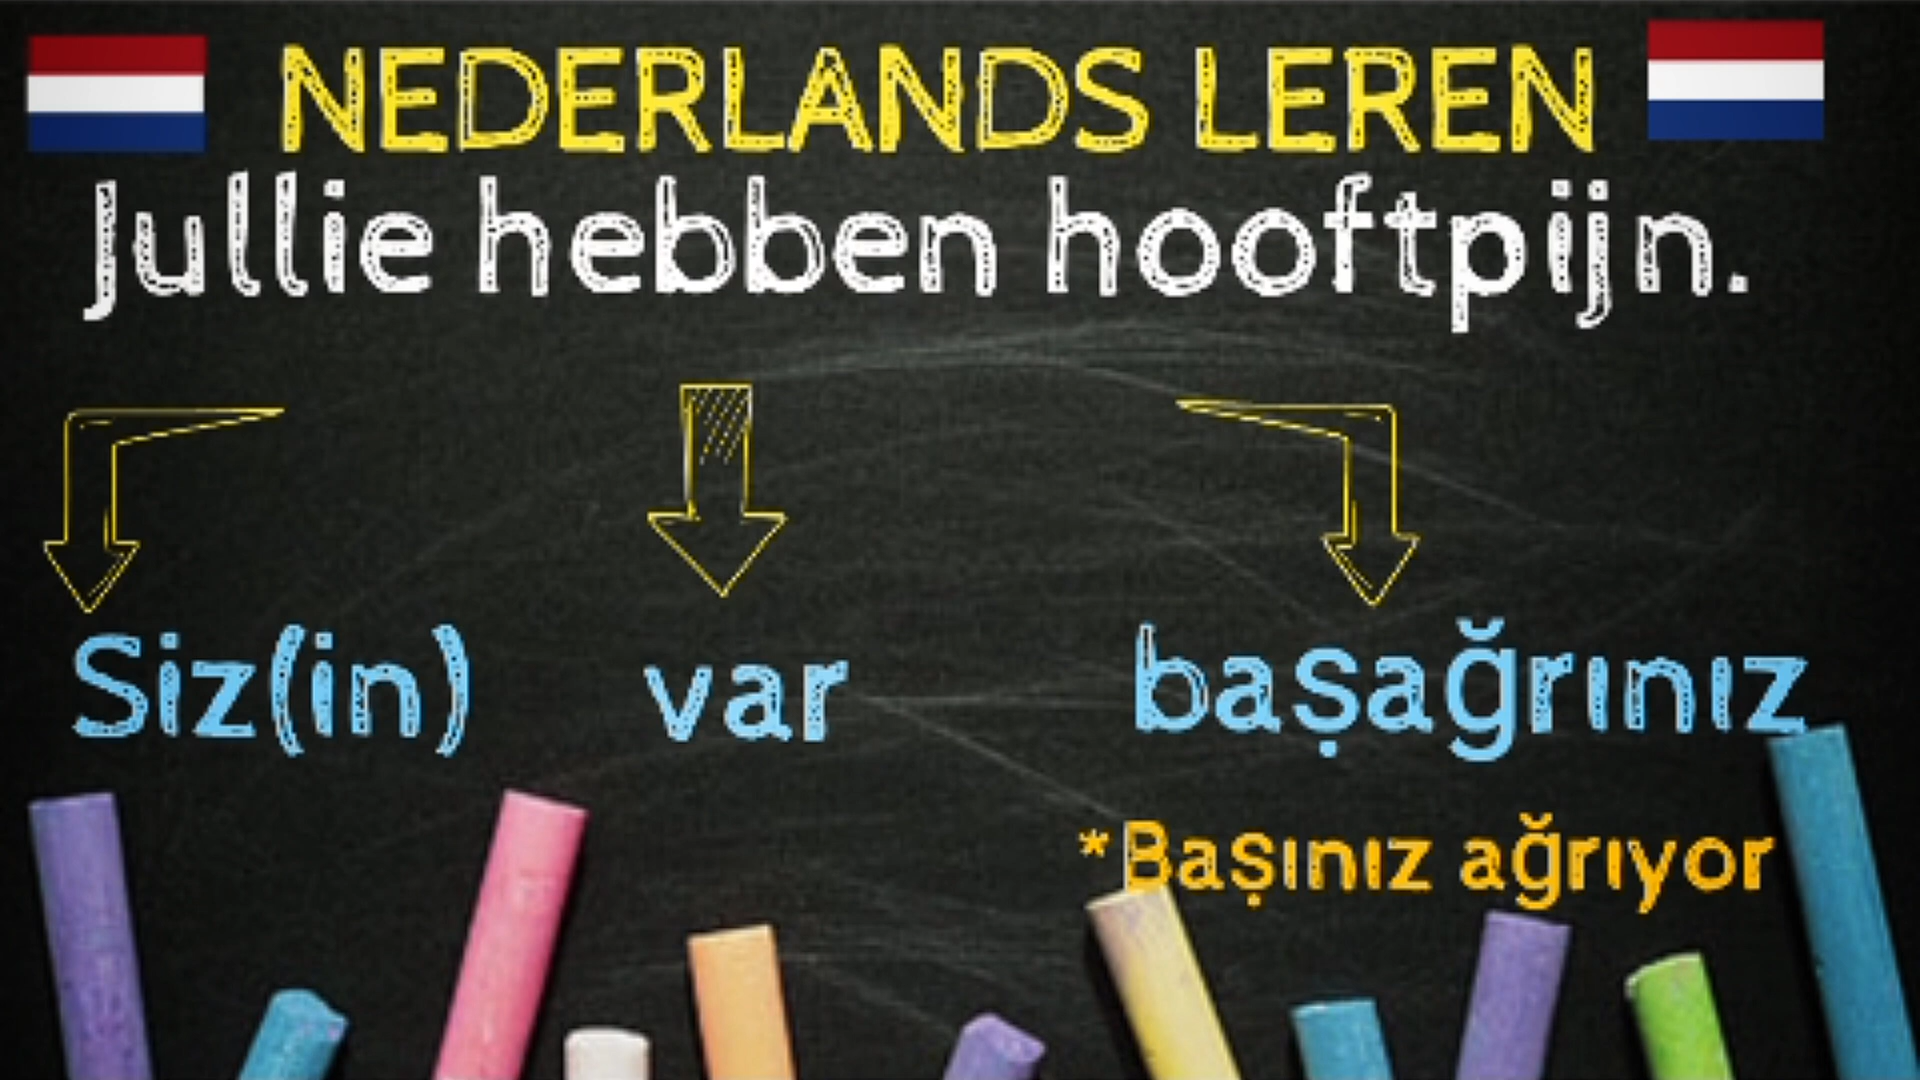 NEDERLANDS LEREN
Jullie hebben hooftpijn.
Siz(in) var başağrınız
*Başınız ağrıyor